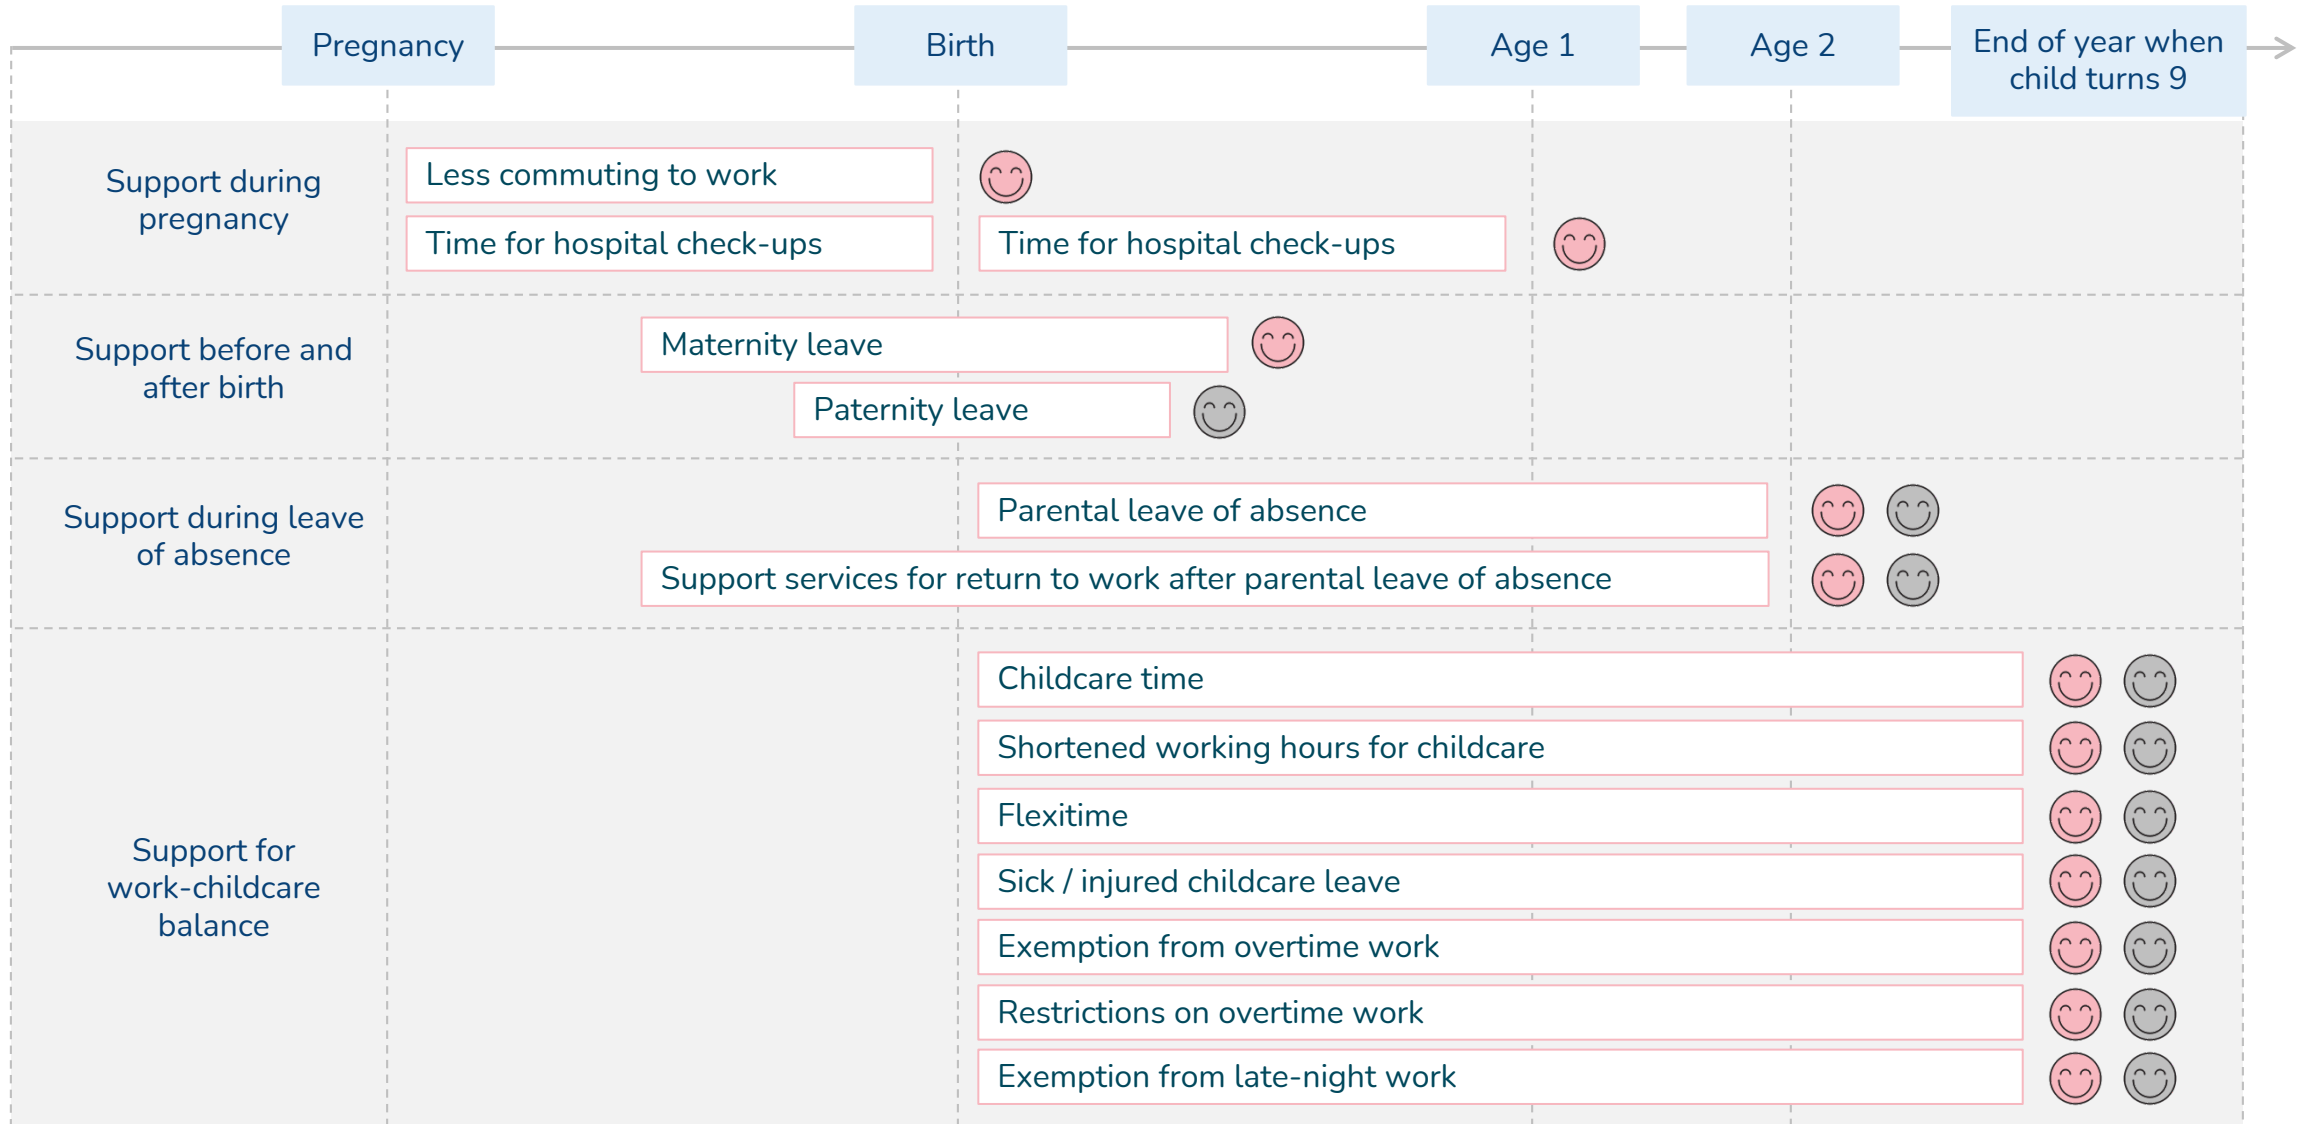 Pregnancy
Birth
Age 1
Age 2
End of year when
child turns 9
Support during
pregnancy
Less commuting to work
Time for hospital check-ups
Time for hospital check-ups
Support before and
after birth
Maternity leave
Paternity leave
Support during leave
of absence
Parental leave of absence
Support services for return to work after parental leave of absence
Support for
work-childcare
balance
Childcare time
Shortened working hours for childcare
Flexitime
Sick / injured childcare leave
Exemption from overtime work
Restrictions on overtime work
Exemption from late-night work